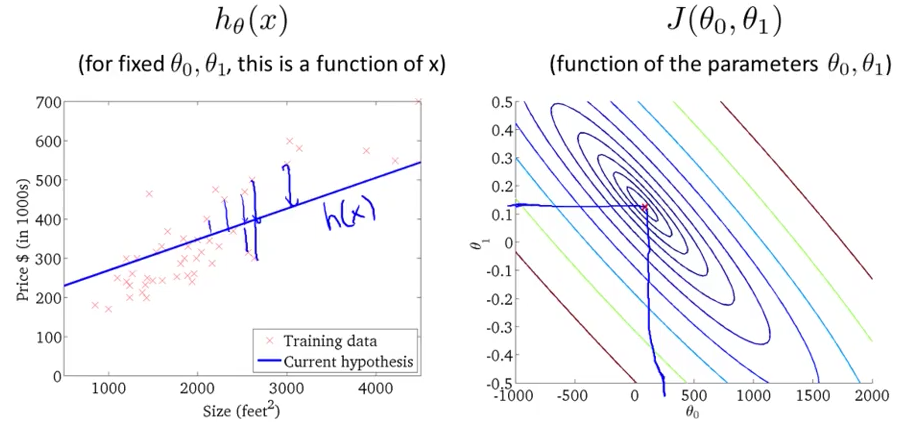 hθ(x)
(for fixed θ0, θ1, this is a function of x)
700
600
500
400
300
200
100
0
Price $ (in 1000s)
h(x)
Training data
Current hypothesis
1000
2000
3000
4000
Size (feet²)
J(θ0, θ1)
(function of the parameters θ0, θ1)
0.5
0.4
0.3
0.2
0.1
0
-0.1
-0.2
-0.3
-0.4
-0.5
θ1
-1000
-500
0
500
1000
1500
2000
θ0